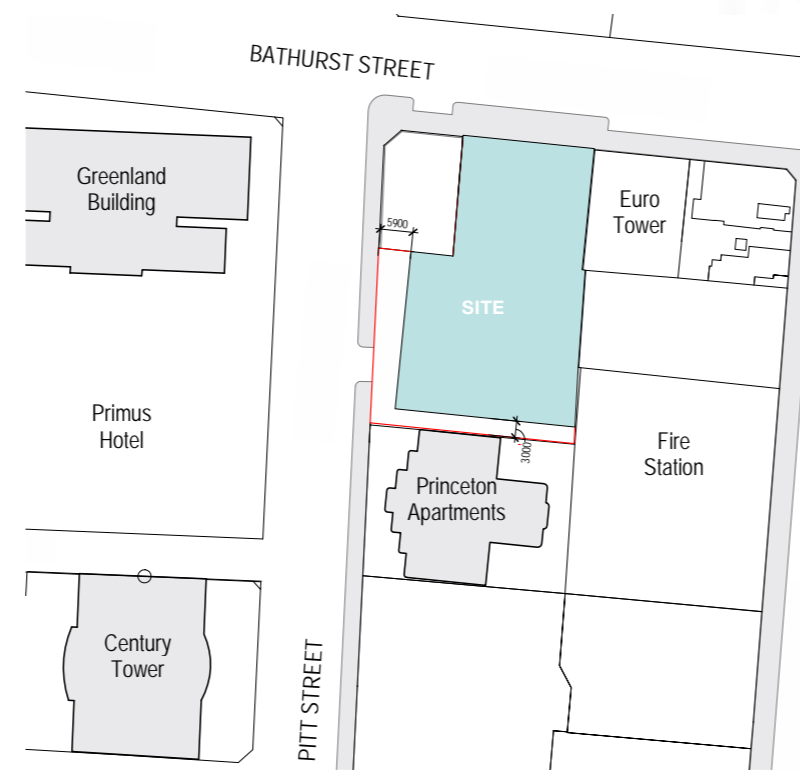 BATHURST STREET
Greenland
Building
Euro
Tower
5900
SITE
Primus
Hotel
Fire
Station
3000
Princeton
Apartments
Century
Tower
PITT STREET